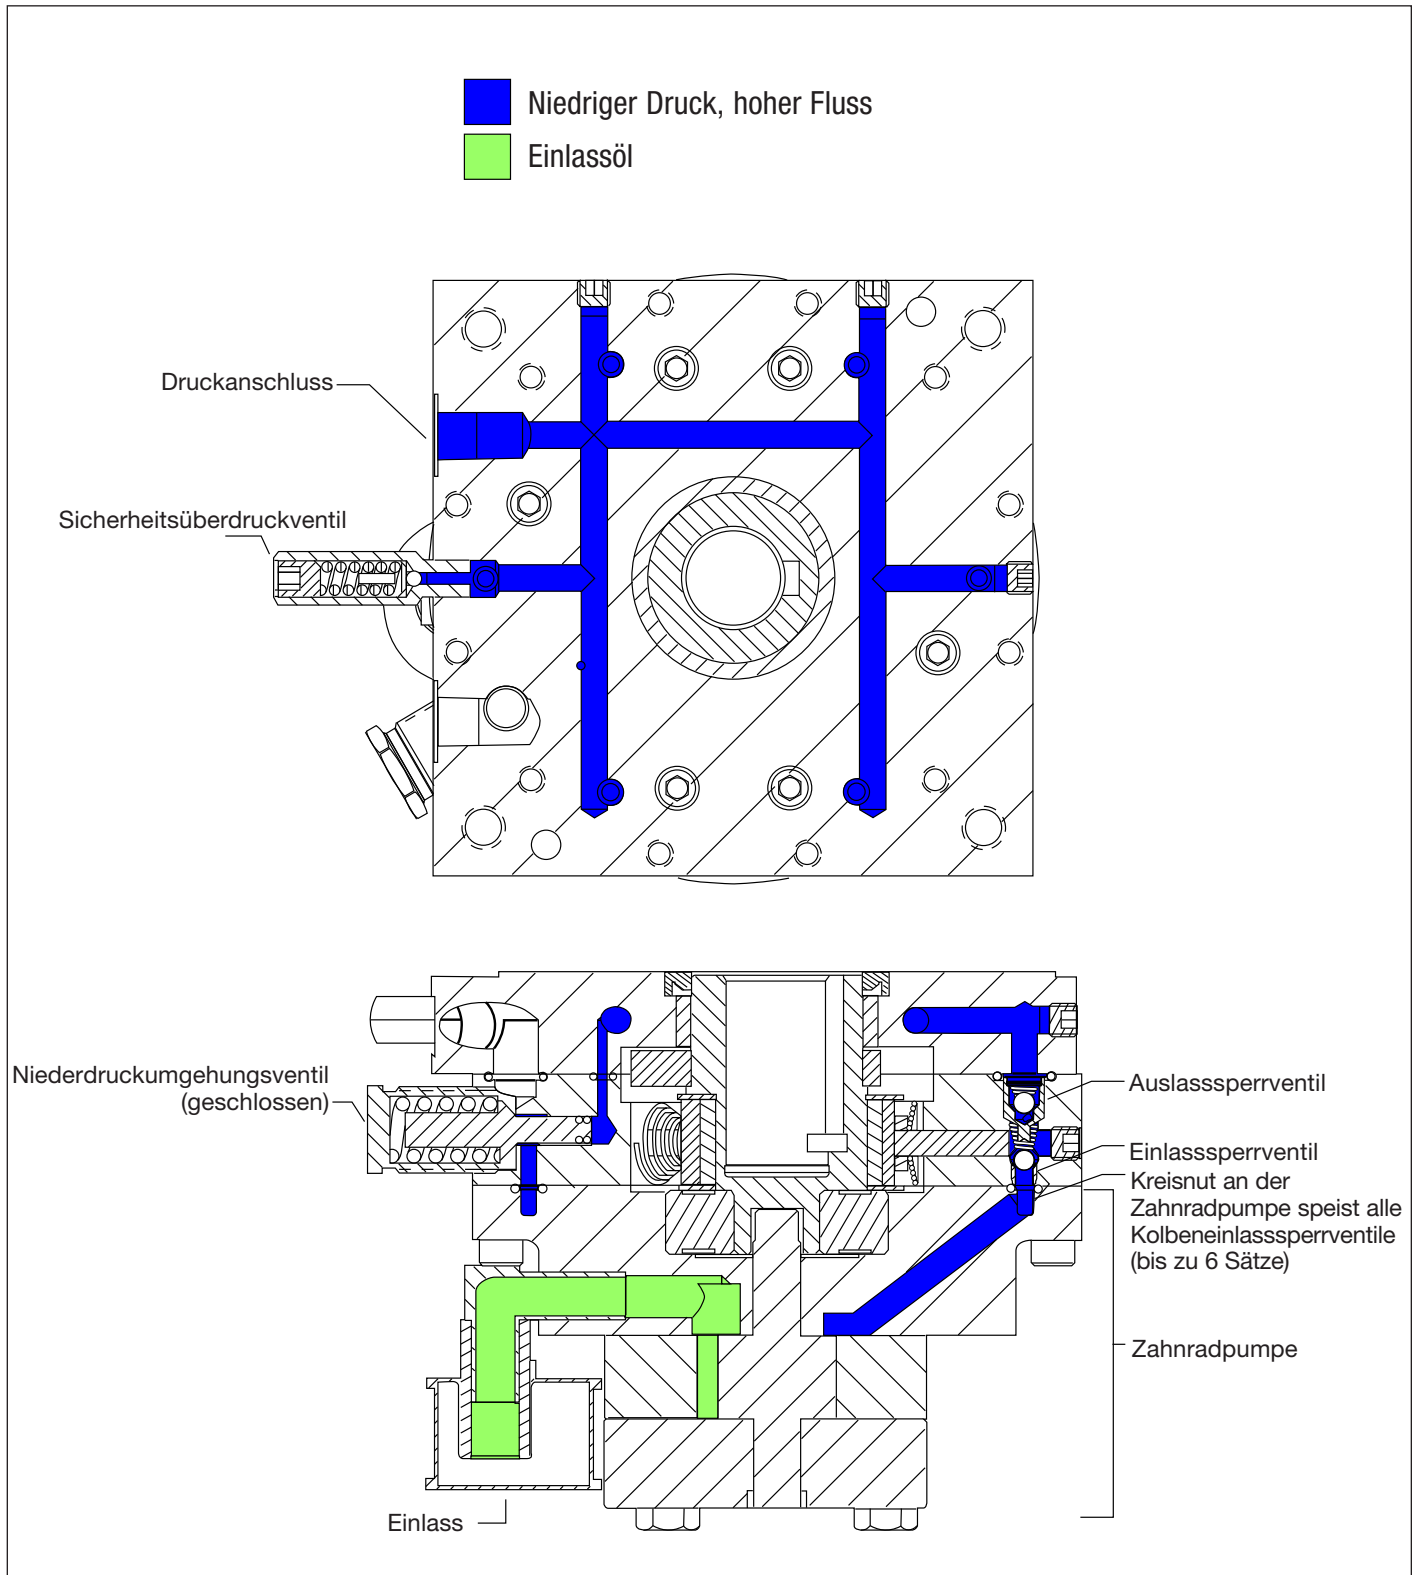 Niedriger Druck, hoher Fluss
Einlassöl
Druckanschluss
Sicherheitsüberdruckventil
Niederdruckumgehungsventil
(geschlossen)
Auslasssperrventil
Einlasssperrventil
Kreisnut an der
Zahnradpumpe speist alle
Kolbeneinlasssperrventile
(bis zu 6 Sätze)
Zahnradpumpe
Einlass